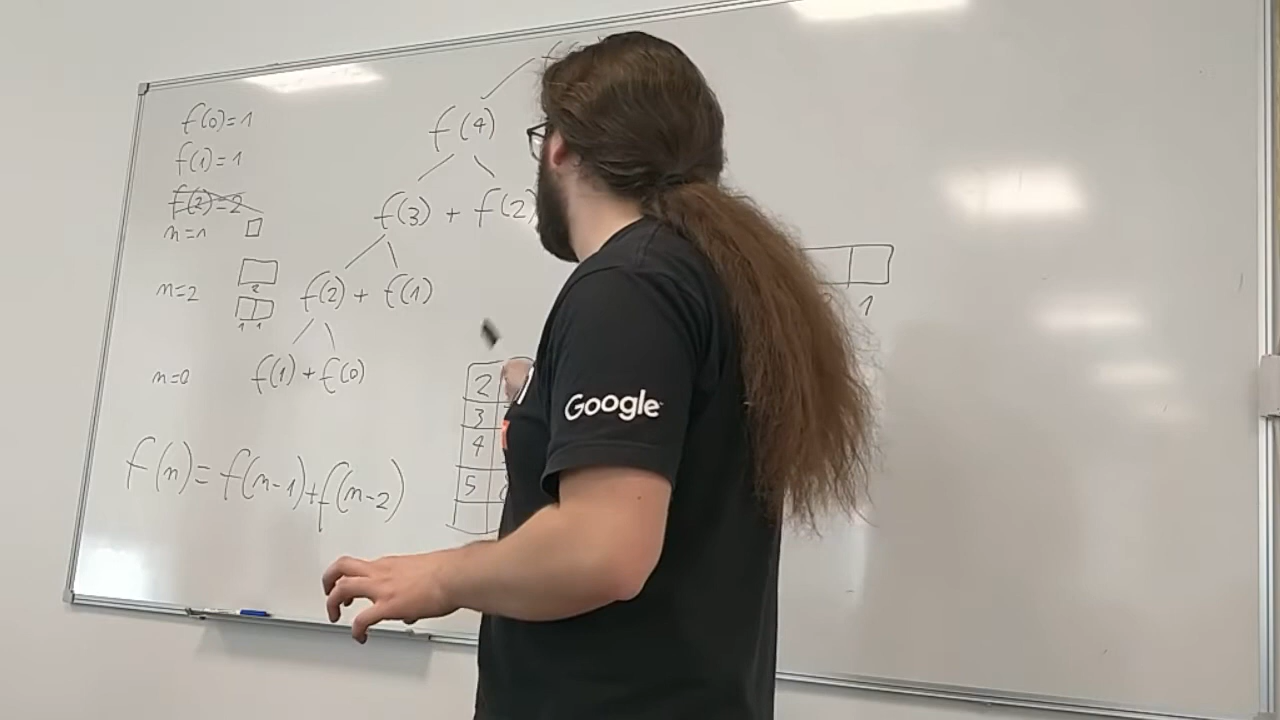 f(0)=1
f(1)=1
f(2)=2
n=1
n=2
2
1 1
n=0
f(n)=f(n-1)+f(n-2)
f(4)
f(3) + f(2)
f(2) + f(1)
f(1) + f(0)
2
3
4
5
1
Google